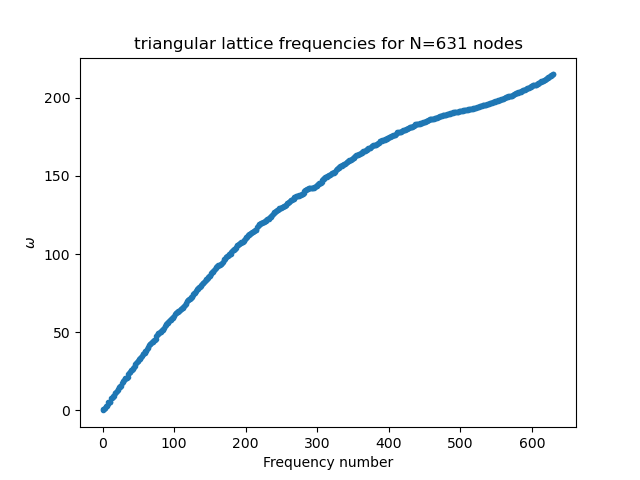 triangular lattice frequencies for N=631 nodes
200
150
100
50
0
ω
0 100 200 300 400 500 600
Frequency number